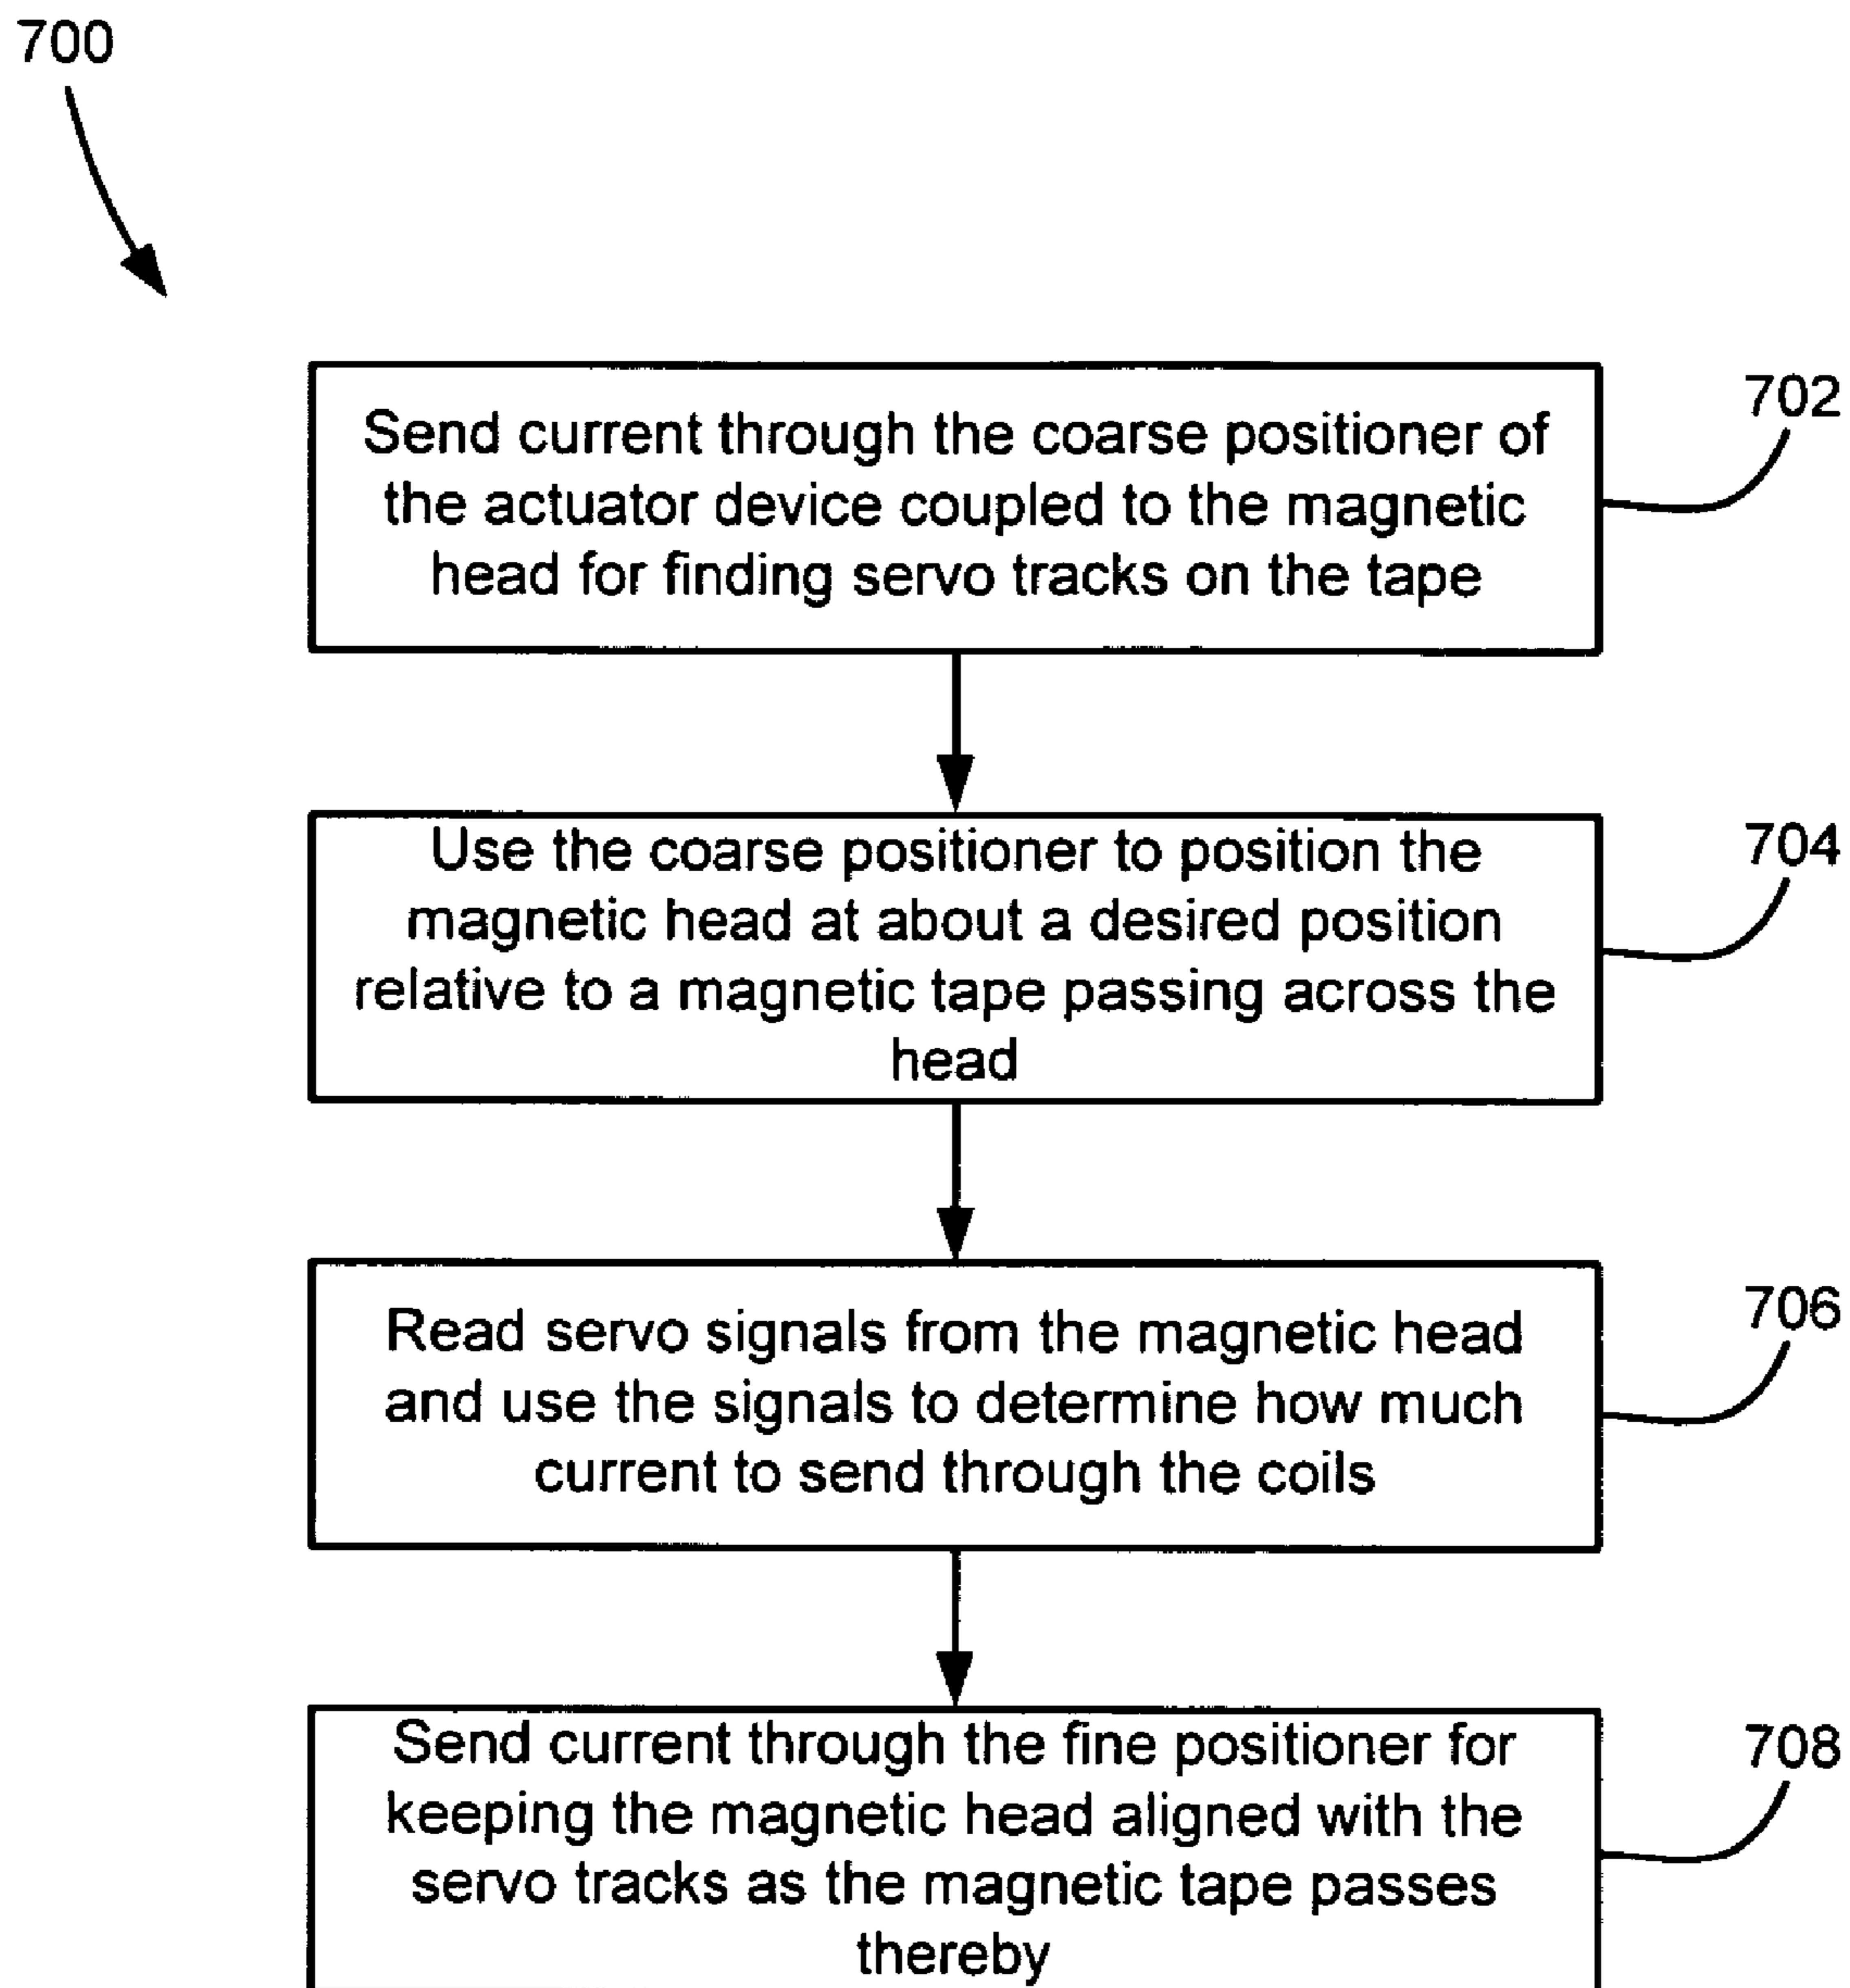 700
Send current through the coarse positioner of
the actuator device coupled to the magnetic
head for finding servo tracks on the tape
702
Use the coarse positioner to position the
magnetic head at about a desired position
relative to a magnetic tape passing across the
head
704
Read servo signals from the magnetic head
and use the signals to determine how much
current to send through the coils
706
Send current through the fine positioner for
keeping the magnetic head aligned with the
servo tracks as the magnetic tape passes
thereby
708